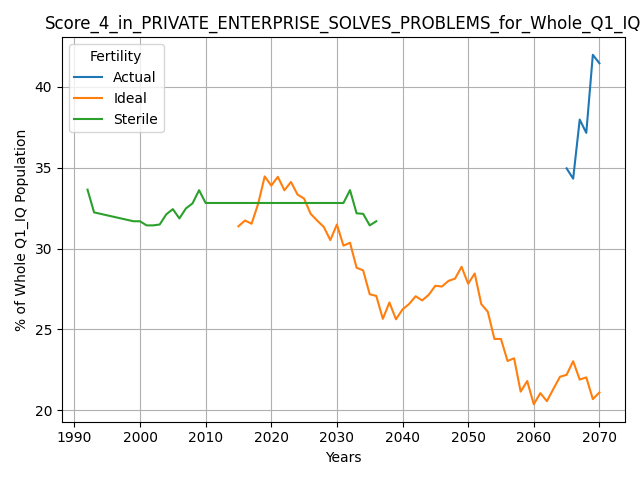 Score_4_in_PRIVATE_ENTERPRISE_SOLVES_PROBLEMS_for_Whole_Q1_IQ
Fertility
Actual
Ideal
Sterile
% of Whole Q1_IQ Population
40
35
30
25
20
1990 2000 2010 2020 2030 2040 2050 2060 2070
Years